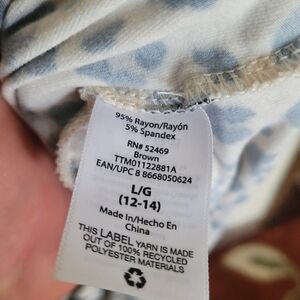 95% Rayon/Rayón
5% Spandex
RN# 52469
Brown
TTM01122881A
EAN/UPC 8 8668050624
L/G
(12-14)
Made in/Hecho En
China
THIS LABEL YARN IS MADE
OUT OF 100% RECYCLED
POLYESTER MATERIALS